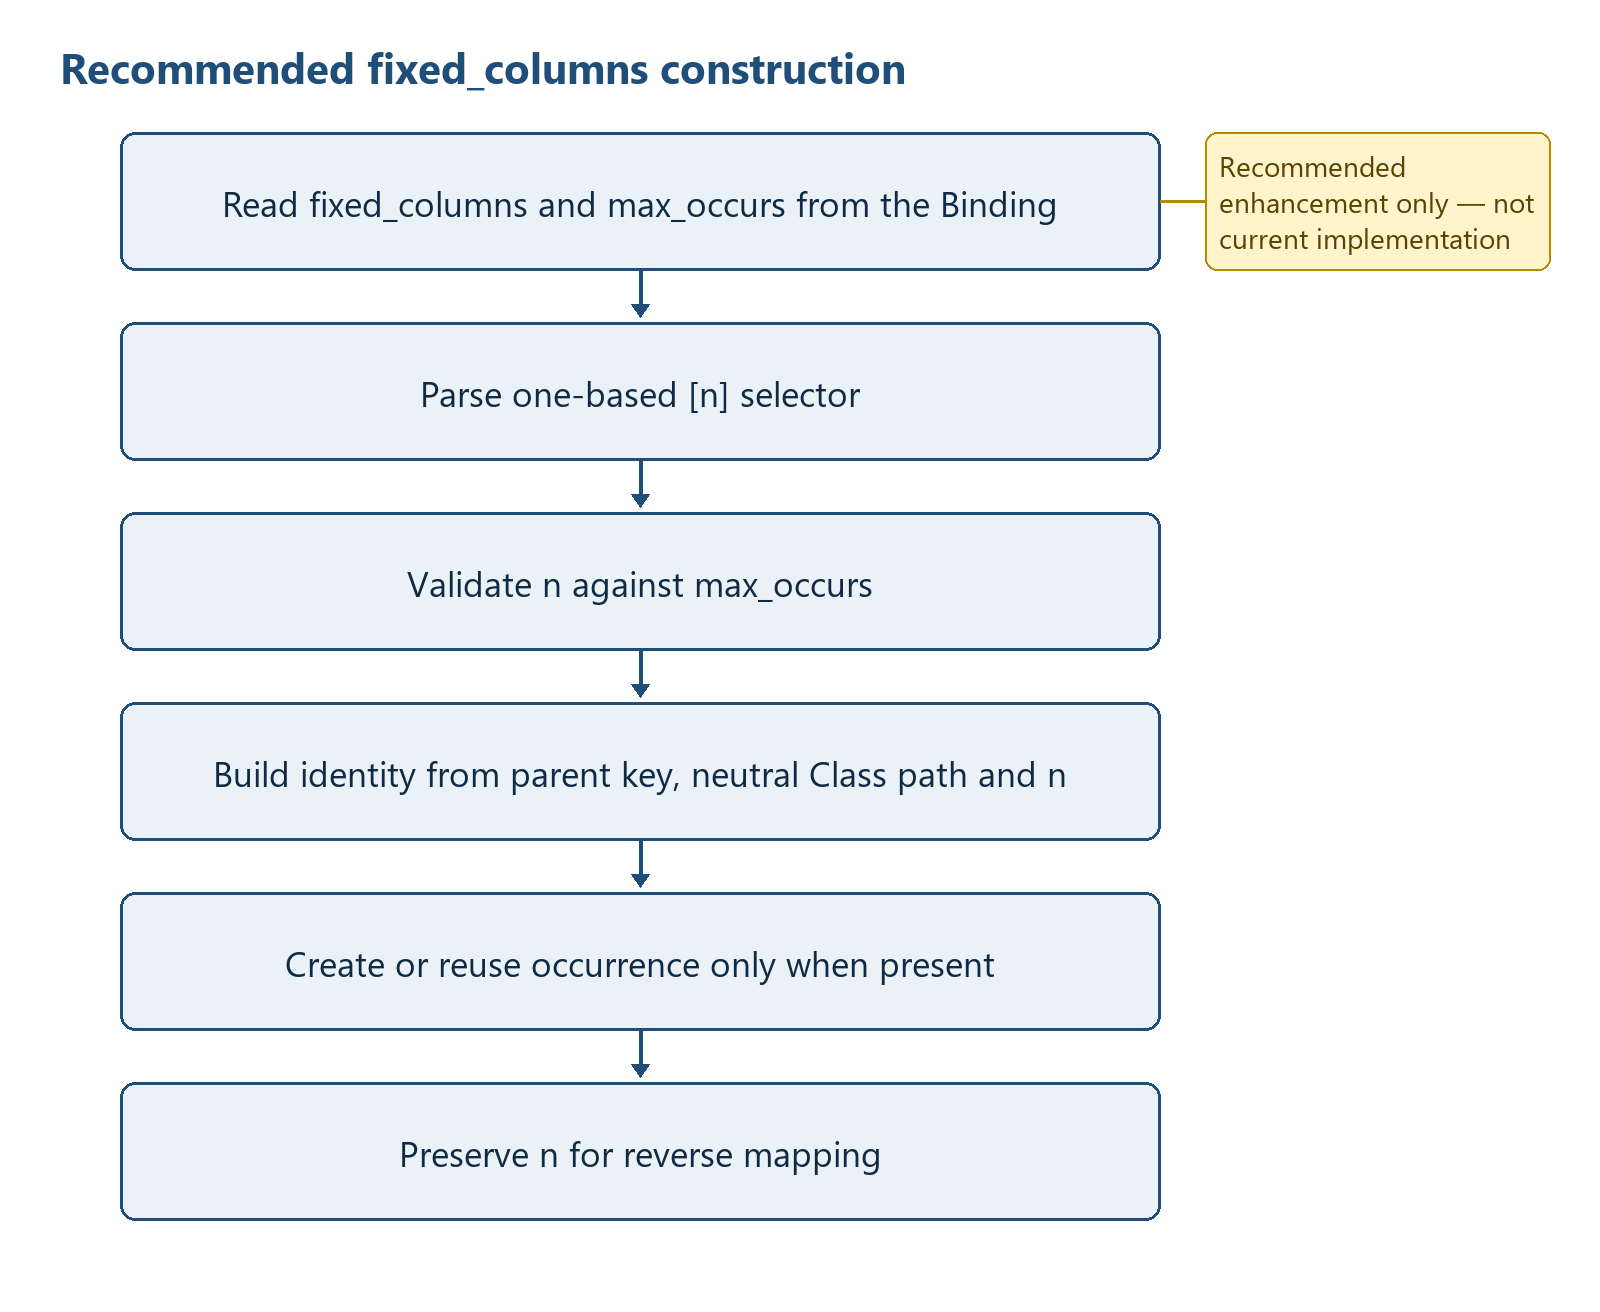 Recommended fixed_columns construction
Read fixed_columns and max_occurs from the Binding
Recommended
enhancement only — not
current implementation
Parse one-based [n] selector
Validate n against max_occurs
Build identity from parent key, neutral Class path and n
Create or reuse occurrence only when present
Preserve n for reverse mapping